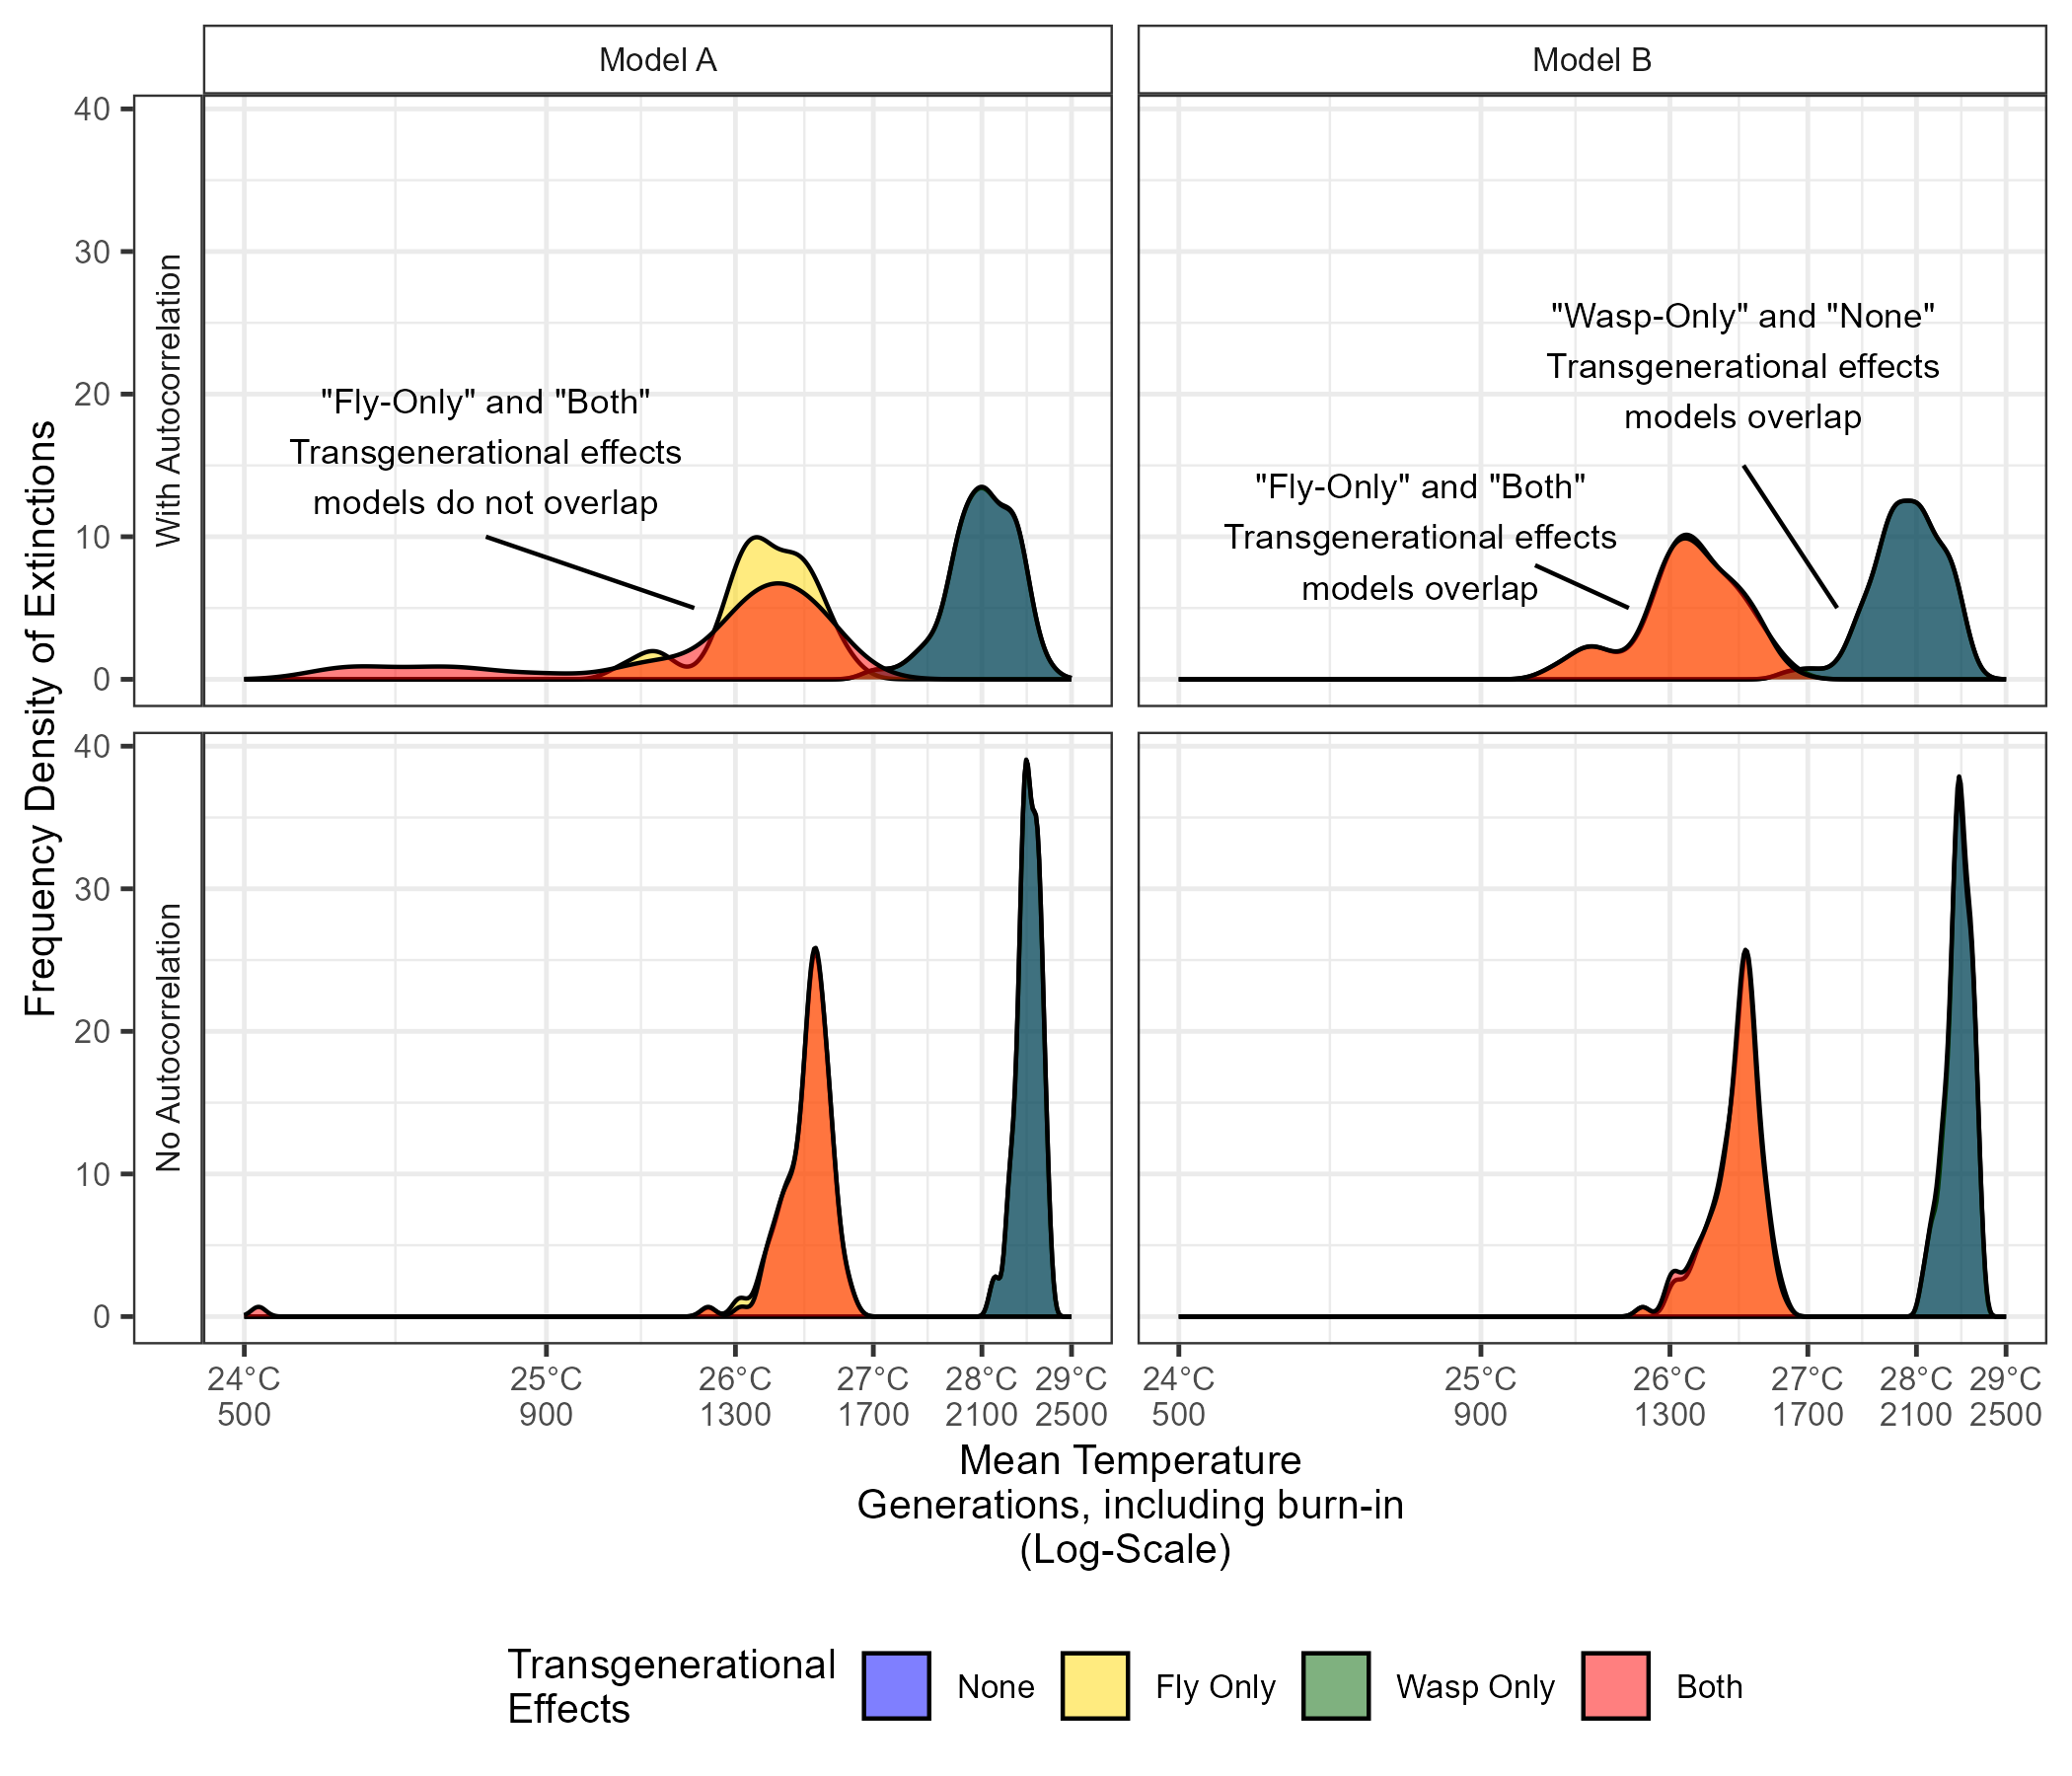 Model A
Model B
With Autocorrelation
No Autocorrelation
Frequency Density of Extinctions
40
30
20
10
0
"Fly-Only" and "Both"
Transgenerational effects
models do not overlap
"Wasp-Only" and "None"
Transgenerational effects
models overlap
"Fly-Only" and "Both"
Transgenerational effects
models overlap
40
30
20
10
0
24°C 25°C 26°C 27°C 28°C 29°C
500 900 1300 1700 2100 2500
24°C 25°C 26°C 27°C 28°C 29°C
500 900 1300 1700 2100 2500
Mean Temperature
Generations, including burn-in
(Log-Scale)
Transgenerational
Effects
None
Fly Only
Wasp Only
Both